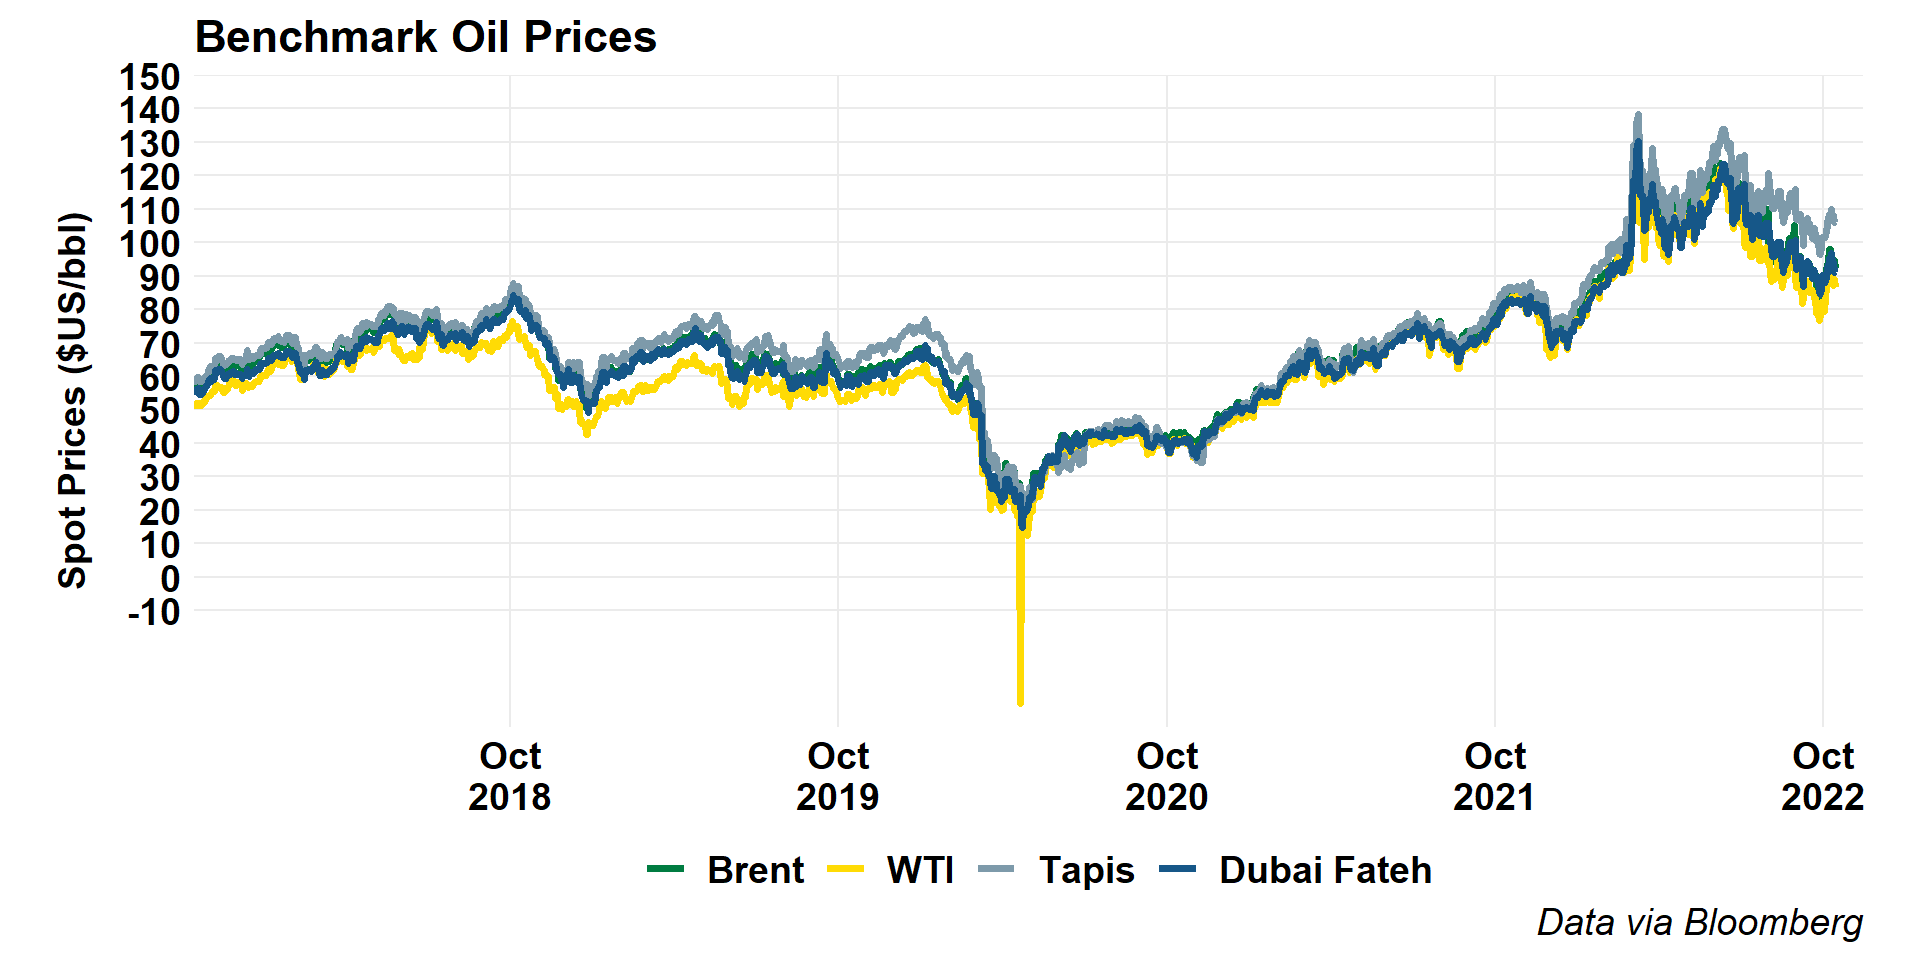 Benchmark Oil Prices
Spot Prices ($US/bbl)
150
140
130
120
110
100
90
80
70
60
50
40
30
20
10
0
-10
Oct 2018
Oct 2019
Oct 2020
Oct 2021
Oct 2022
Brent WTI Tapis Dubai Fateh
Data via Bloomberg